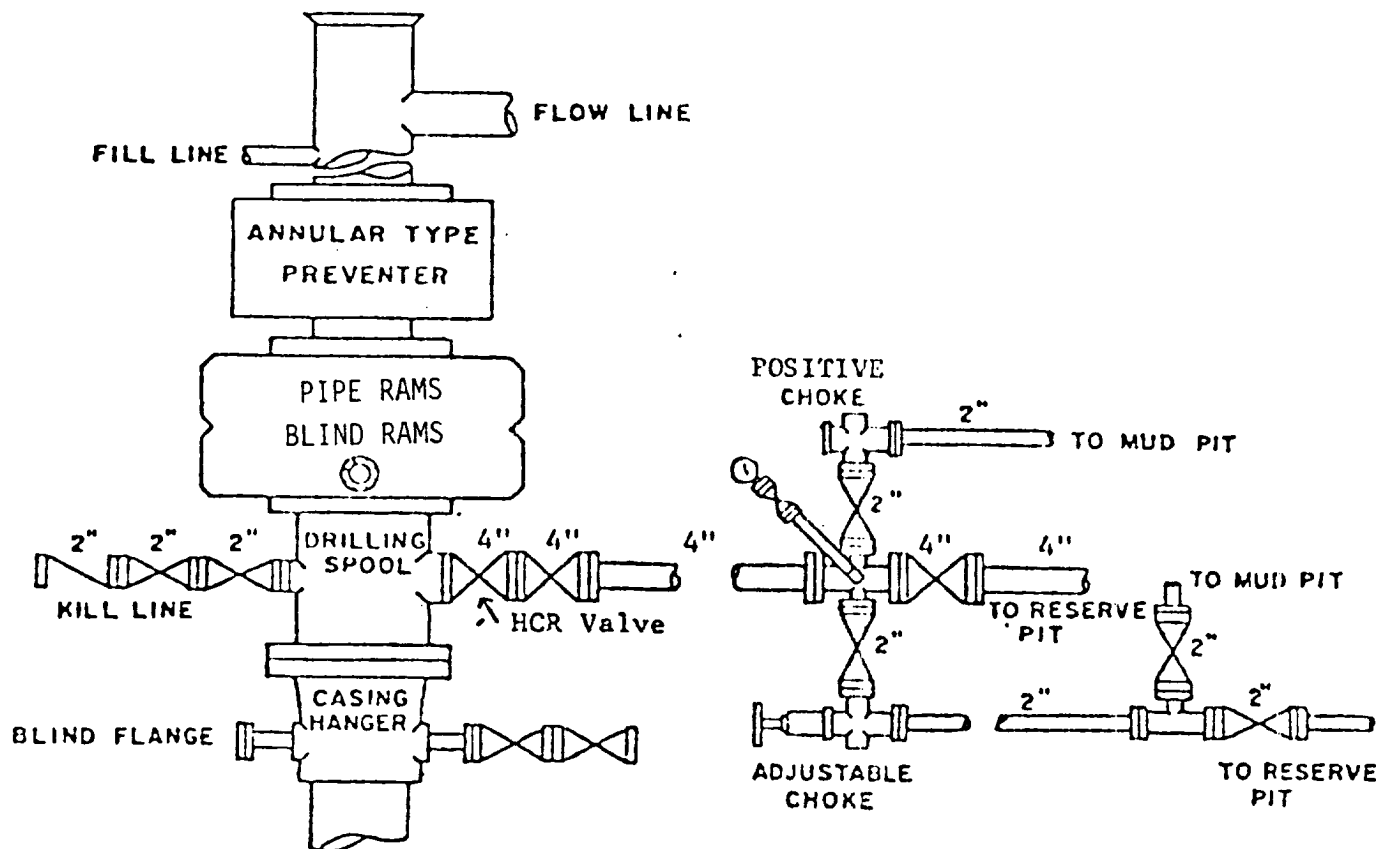 FLOW LINE
FILL LINE
ANNULAR TYPE
PREVENTER
PIPE RAMS
BLIND RAMS
POSITIVE
CHOKE
2"
TO MUD PIT
2"
2" 2" 2"
DRILLING
SPOOL
4" 4" 4"
4" 4"
KILL LINE
HCR Valve
TO RESERVE
PIT
TO MUD PIT
2"
2"
CASING
HANGER
2"
2"
BLIND FLANGE
ADJUSTABLE
CHOKE
TO RESERVE
PIT